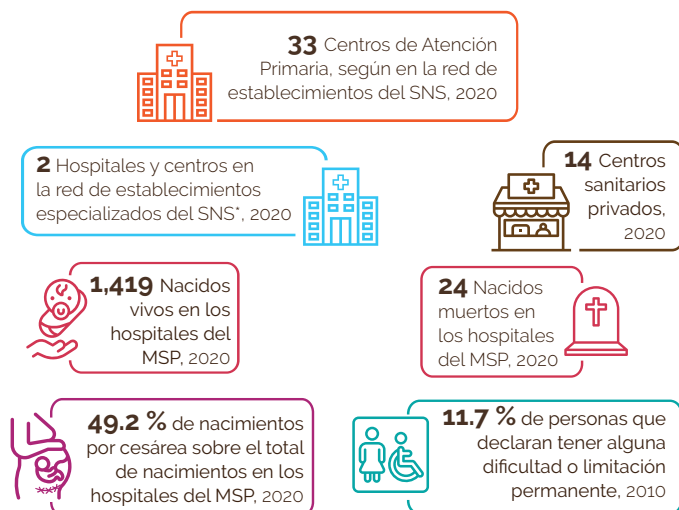 33 Centros de Atención
Primaria, según en la red de
establecimientos del SNS, 2020
2 Hospitales y centros en
la red de establecimientos
especializados del SNS*, 2020
14 Centros
sanitarios
privados,
2020
1,419 Nacidos
vivos en los
hospitales del
MSP, 2020
24 Nacidos
muertos en
los hospitales
del MSP, 2020
49.2 % de nacimientos
por cesárea sobre el total
de nacimientos en los
hospitales del MSP, 2020
11.7 % de personas que
declaran tener alguna
dificultad o limitación
permanente, 2010